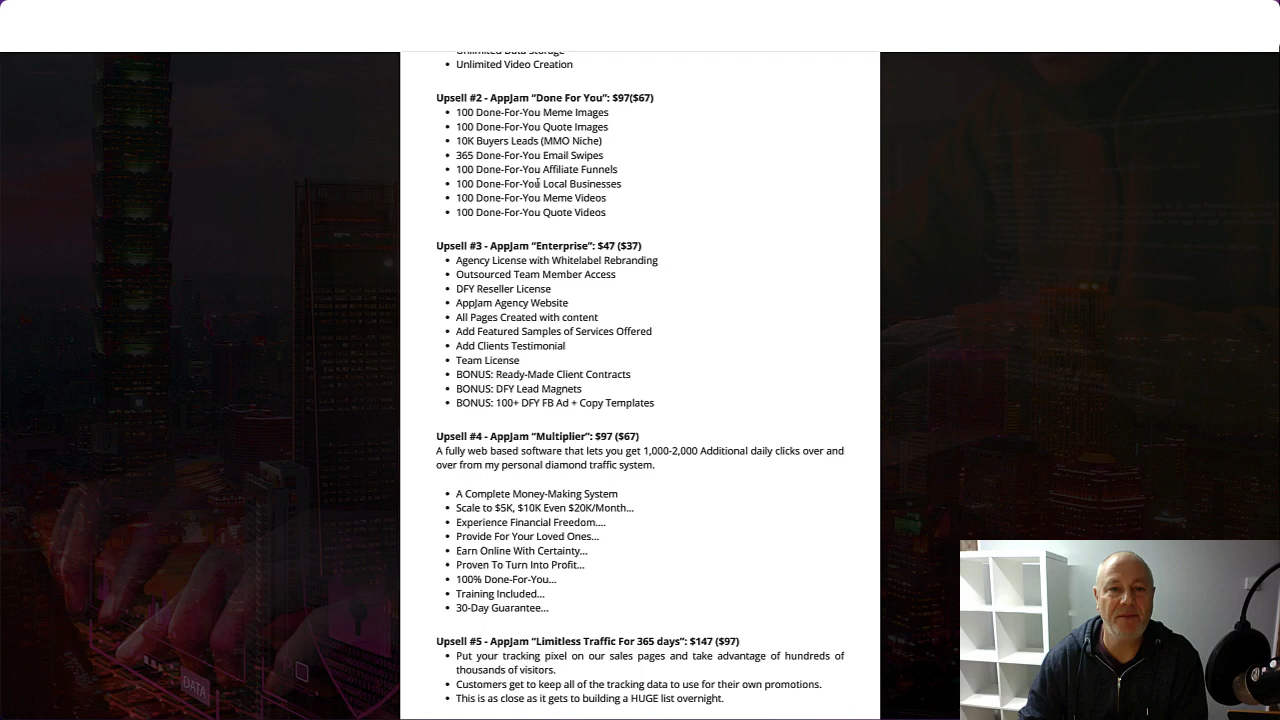 Unlimited Data Storage
• Unlimited Video Creation
Upsell #2 - AppJam “Done For You”: $97($67)
• 100 Done-For-You Meme Images
• 100 Done-For-You Quote Images
• 10K Buyers Leads (MMO Niche)
• 365 Done-For-You Email Swipes
• 100 Done-For-You Affiliate Funnels
• 100 Done-For-You Local Businesses
• 100 Done-For-You Meme Videos
• 100 Done-For-You Quote Videos
Upsell #3 - AppJam “Enterprise”: $47 ($37)
• Agency License with Whitelabel Rebranding
• Outsourced Team Member Access
• DFY Reseller License
• AppJam Agency Website
• All Pages Created with content
• Add Featured Samples of Services Offered
• Add Clients Testimonial
• Team License
• BONUS: Ready-Made Client Contracts
• BONUS: DFY Lead Magnets
• BONUS: 100+ DFY FB Ad + Copy Templates
Upsell #4 - AppJam “Multiplier”: $97 ($67)
A fully web based software that lets you get 1,000-2,000 Additional daily clicks over and
over from my personal diamond traffic system.
• A Complete Money-Making System
• Scale to $5K, $10K Even $20K/Month...
• Experience Financial Freedom....
• Provide For Your Loved Ones...
• Earn Online With Certainty...
• Proven To Turn Into Profit...
• 100% Done-For-You...
• Training Included...
• 30-Day Guarantee...
Upsell #5 - AppJam “Limitless Traffic For 365 days”: $147 ($97)
• Put your tracking pixel on our sales pages and take advantage of hundreds of
thousands of visitors.
• Customers get to keep all of the tracking data to use for their own promotions.
• This is as close as it gets to building a HUGE list overnight.
DATA